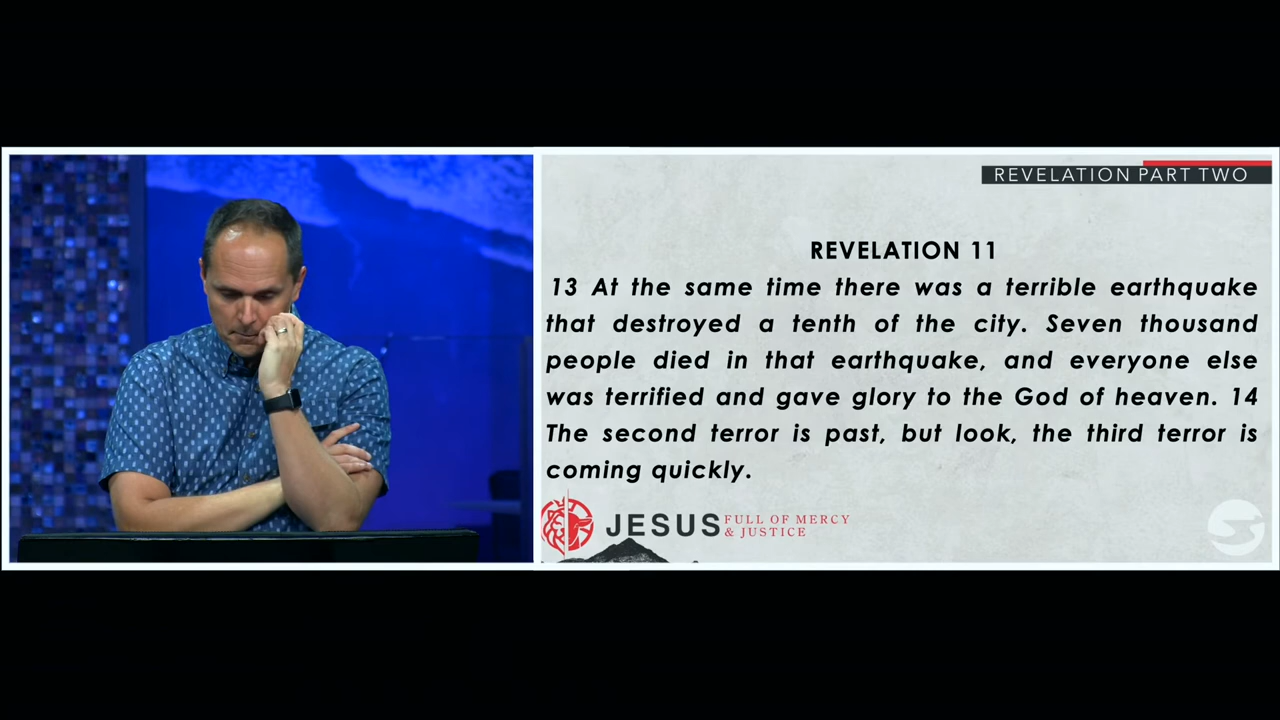 REVELATION PART TWO
REVELATION 11
13 At the same time there was a terrible earthquake
that destroyed a tenth of the city. Seven thousand
people died in that earthquake, and everyone else
was terrified and gave glory to the God of heaven. 14
The second terror is past, but look, the third terror is
coming quickly.
JESUS FULL OF MERCY
& JUSTICE